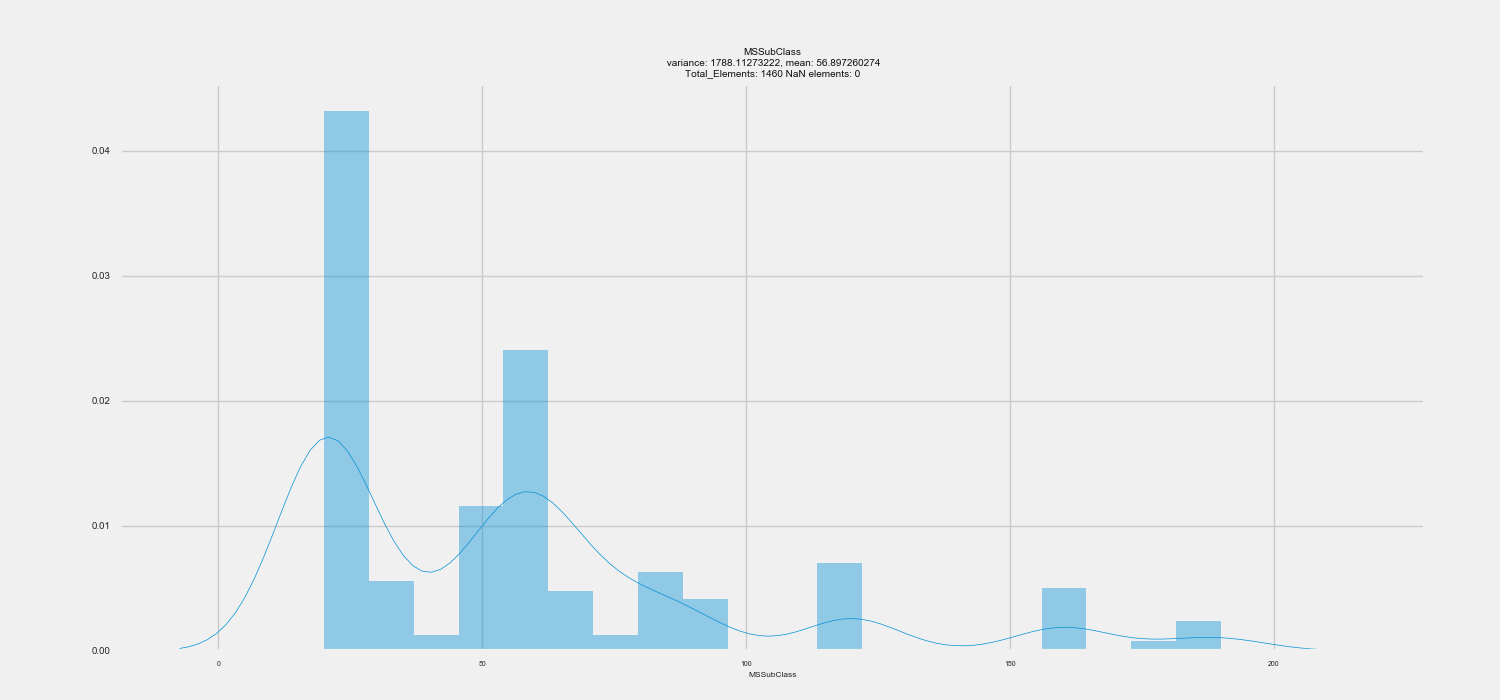 MSSubClass
variance: 1788.11273222, mean: 56.897260274
Total_Elements: 1460 NaN elements: 0
0.04
0.03
0.02
0.01
0.00
0 50 100 150 200
MSSubClass